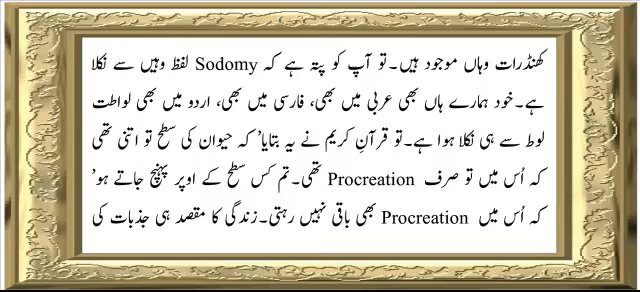 کھنڈرات وہاں موجود ہیں۔ تو آپ کو پتہ ہے کہ Sodomy لفظ وہیں سے نکلا
ہے۔ خود ہمارے ہاں بھی عربی میں بھی، فارسی میں بھی، اردو میں بھی لواطت
لوط سے ہی نکلا ہوا ہے۔ تو قرآنِ کریم نے یہ بتایا’ کہ حیوان کی سطح تو اتنی تھی
کہ اُس میں تو صرف Procreation تھی۔ تم کس سطح کے اوپر پہنچ جاتے ہو’
کہ اُس میں Procreation بھی باقی نہیں رہتی۔ زندگی کا مقصد ہی جذبات کی